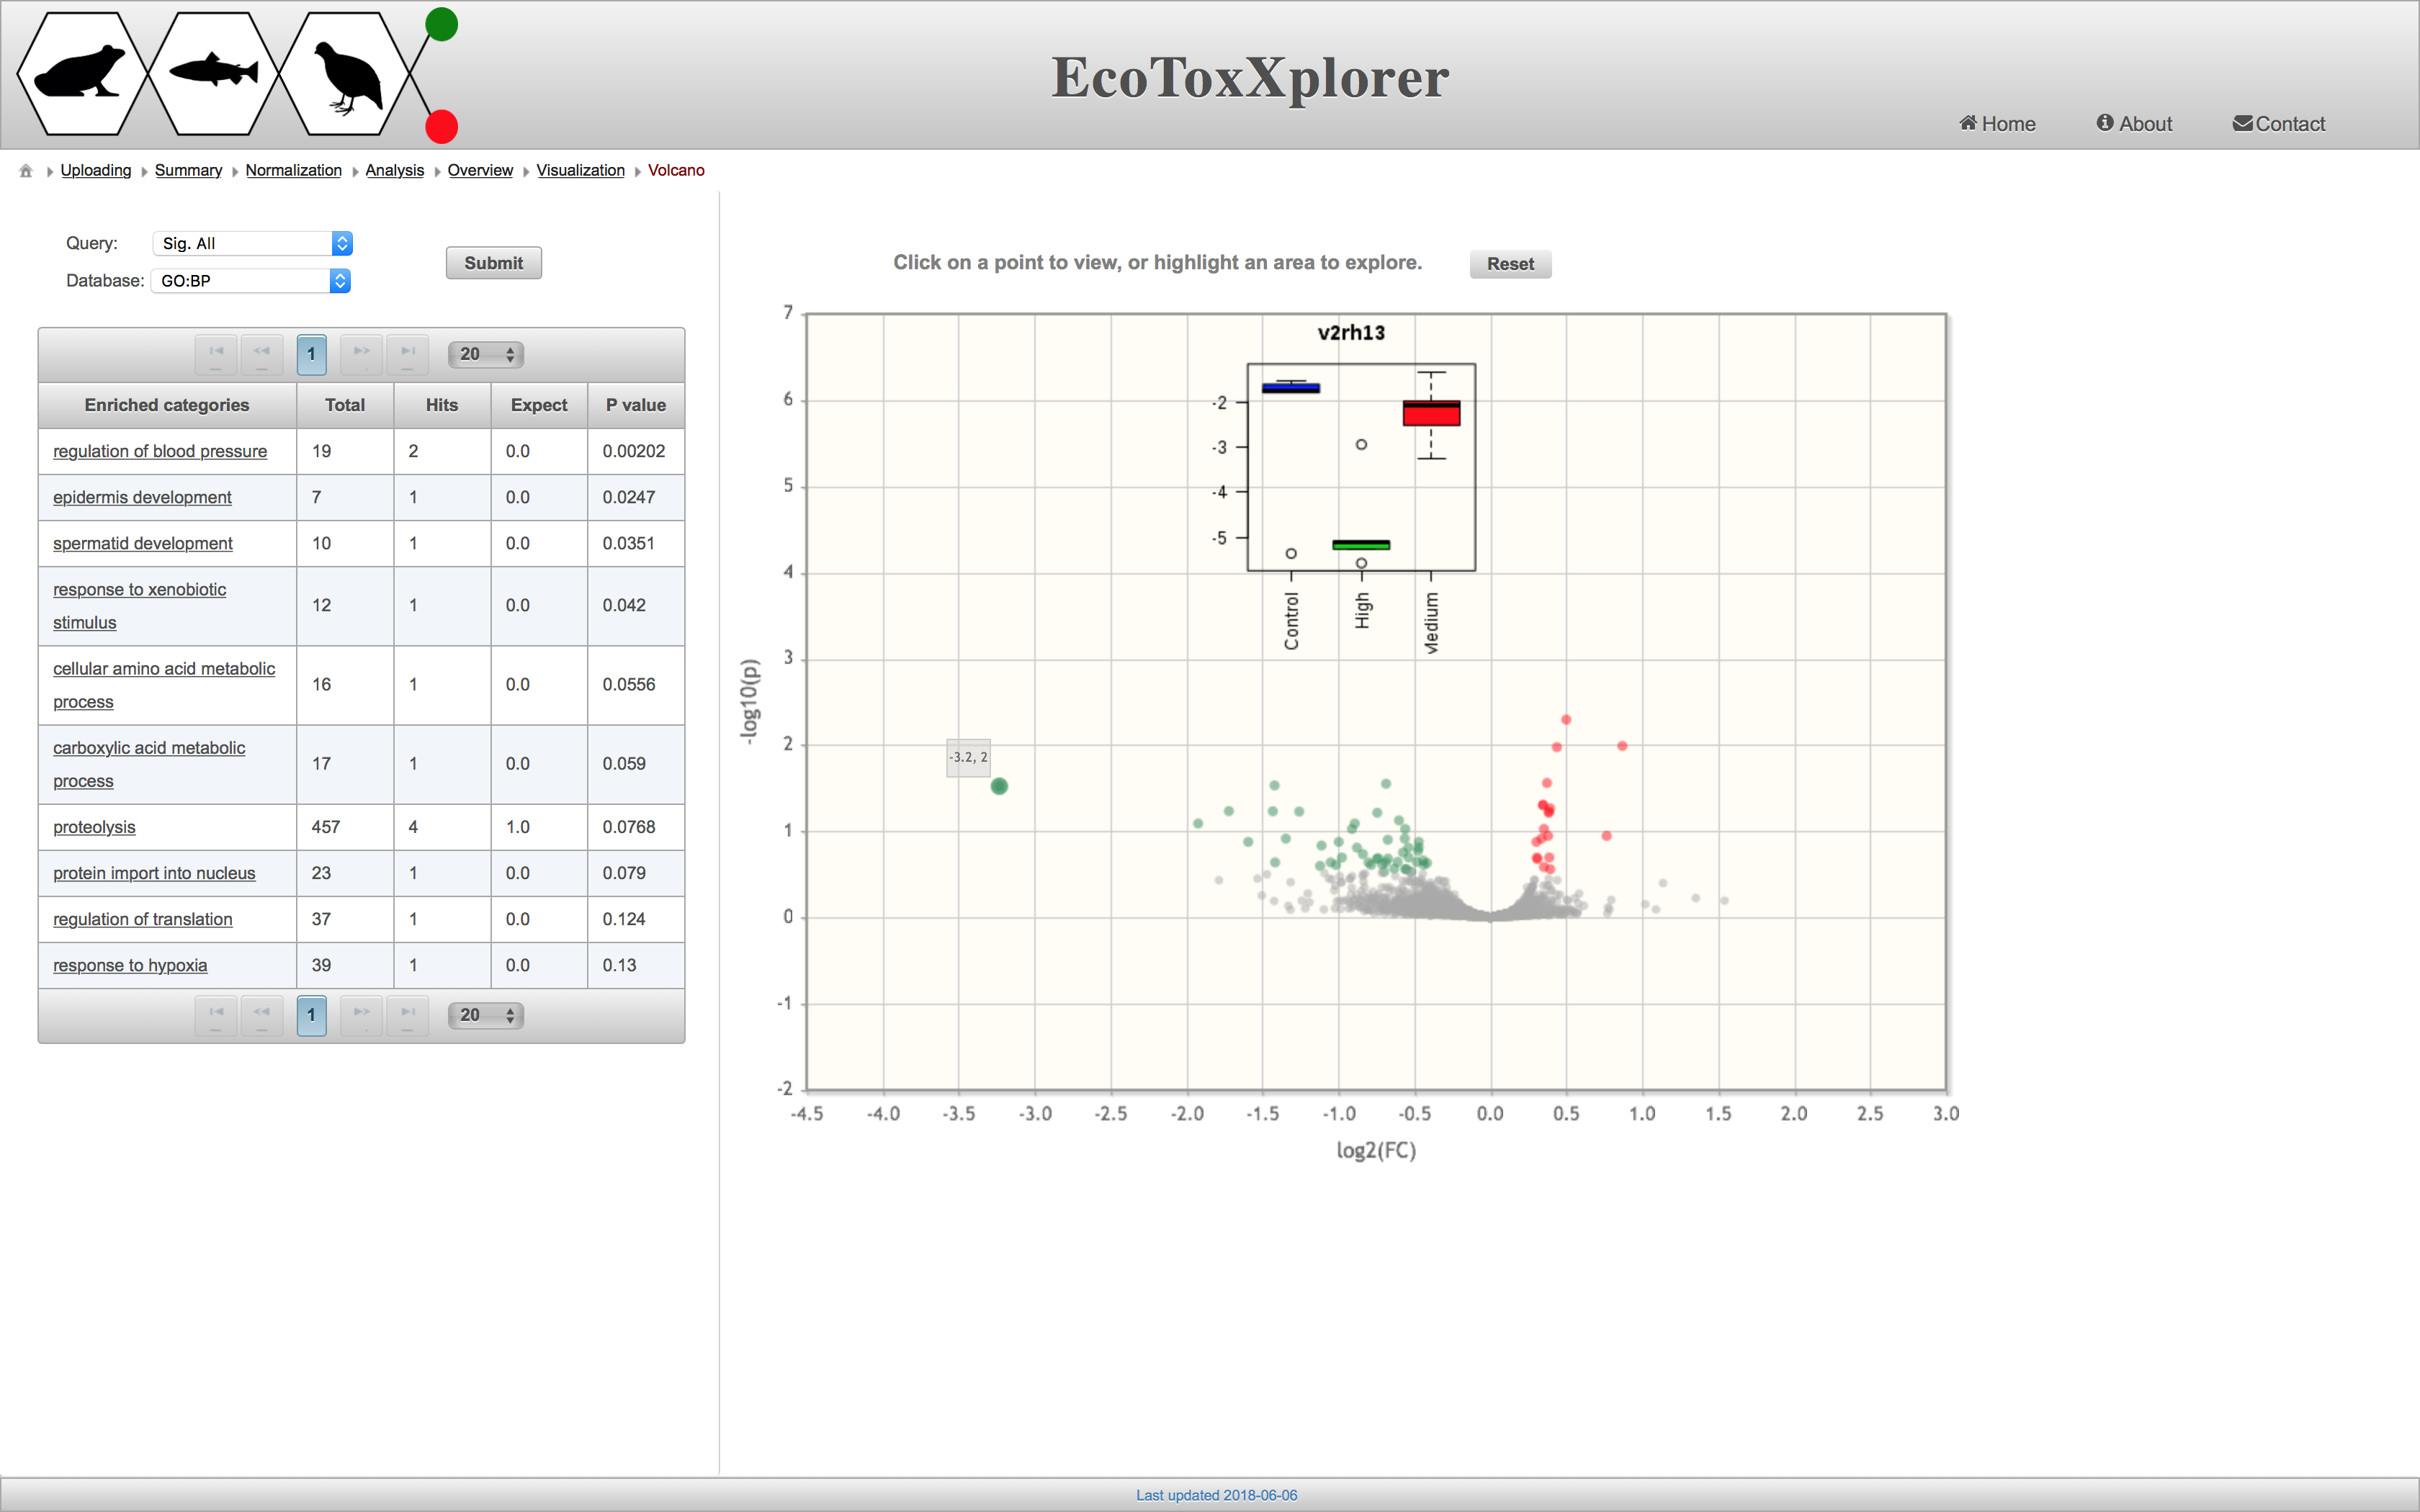 EcoToxXplorer
Home About Contact
Uploading Summary Normalization Analysis Overview Visualization Volcano
Query: Sig. All
Submit
Database: GO:BP
Click on a point to view, or highlight an area to explore. Reset
1 20
Enriched categories Total Hits Expect P value
regulation of blood pressure 19 2 0.0 0.00202
epidermis development 7 1 0.0 0.0247
spermatid development 10 1 0.0 0.0351
response to xenobiotic
stimulus 12 1 0.0 0.042
cellular amino acid metabolic
process 16 1 0.0 0.0556
carboxylic acid metabolic
process 17 1 0.0 0.059
proteolysis 457 4 1.0 0.0768
protein import into nucleus 23 1 0.0 0.079
regulation of translation 37 1 0.0 0.124
response to hypoxia 39 1 0.0 0.13
1 20
7
6
5
4
3
2
1
0
-1
-2
-log10(p)
v2rh13
-2
-3
-4
-5
Control
High
Medium
-3.2, 2
-4.5 -4.0 -3.5 -3.0 -2.5 -2.0 -1.5 -1.0 -0.5 0.0 0.5 1.0 1.5 2.0 2.5 3.0
log2(FC)
Last updated 2018-06-06